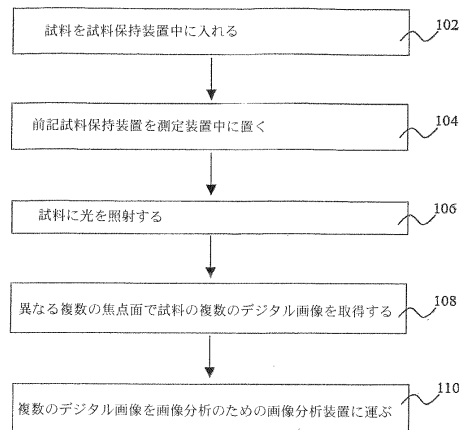 試料を試料保持装置中に入れる
102
前記試料保持装置を測定装置中に置く
104
試料に光を照射する
106
異なる複数の焦点面で試料の複数のデジタル画像を取得する
108
複数のデジタル画像を画像分析のための画像分析装置に運ぶ
110